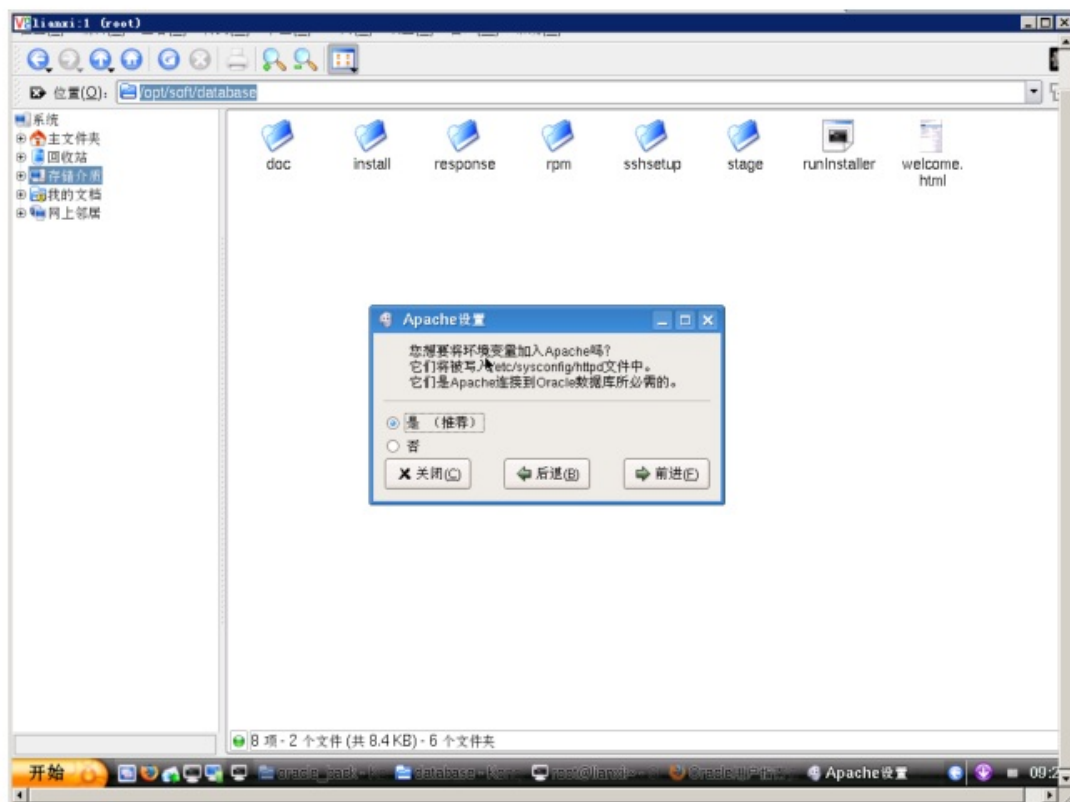 lianxi:1 (root)
位置(O): /opt/soft/database
系统
主文件夹
回收站
存储介质
我的文档
网上邻居
doc install response rpm sshsetup stage runInstaller welcome.
html
Apache设置
您想要将环境变量加入Apache吗?
它们将被写入/etc/sysconfig/httpd文件中。
它们是Apache连接到Oracle数据库所必需的。
是 (推荐)
否
关闭(C) 后退(B) 前进(F)
8 项 - 2 个文件 (共 8.4 KB) - 6 个文件夹
开始 Apache设置